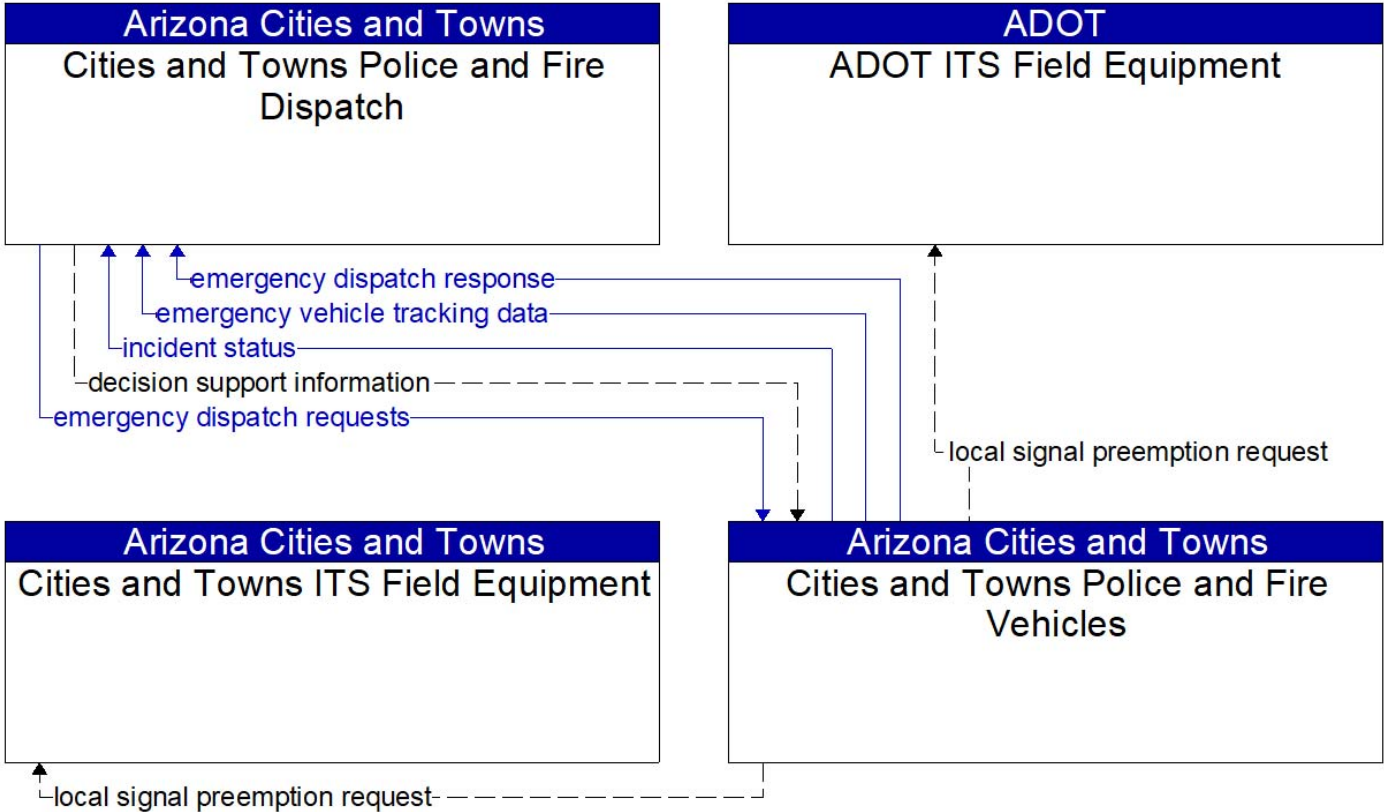 Arizona Cities and Towns
Cities and Towns Police and Fire
Dispatch
ADOT
ADOT ITS Field Equipment
emergency dispatch response
emergency vehicle tracking data
incident status
decision support information
emergency dispatch requests
local signal preemption request
Arizona Cities and Towns
Cities and Towns ITS Field Equipment
Arizona Cities and Towns
Cities and Towns Police and Fire
Vehicles
local signal preemption request